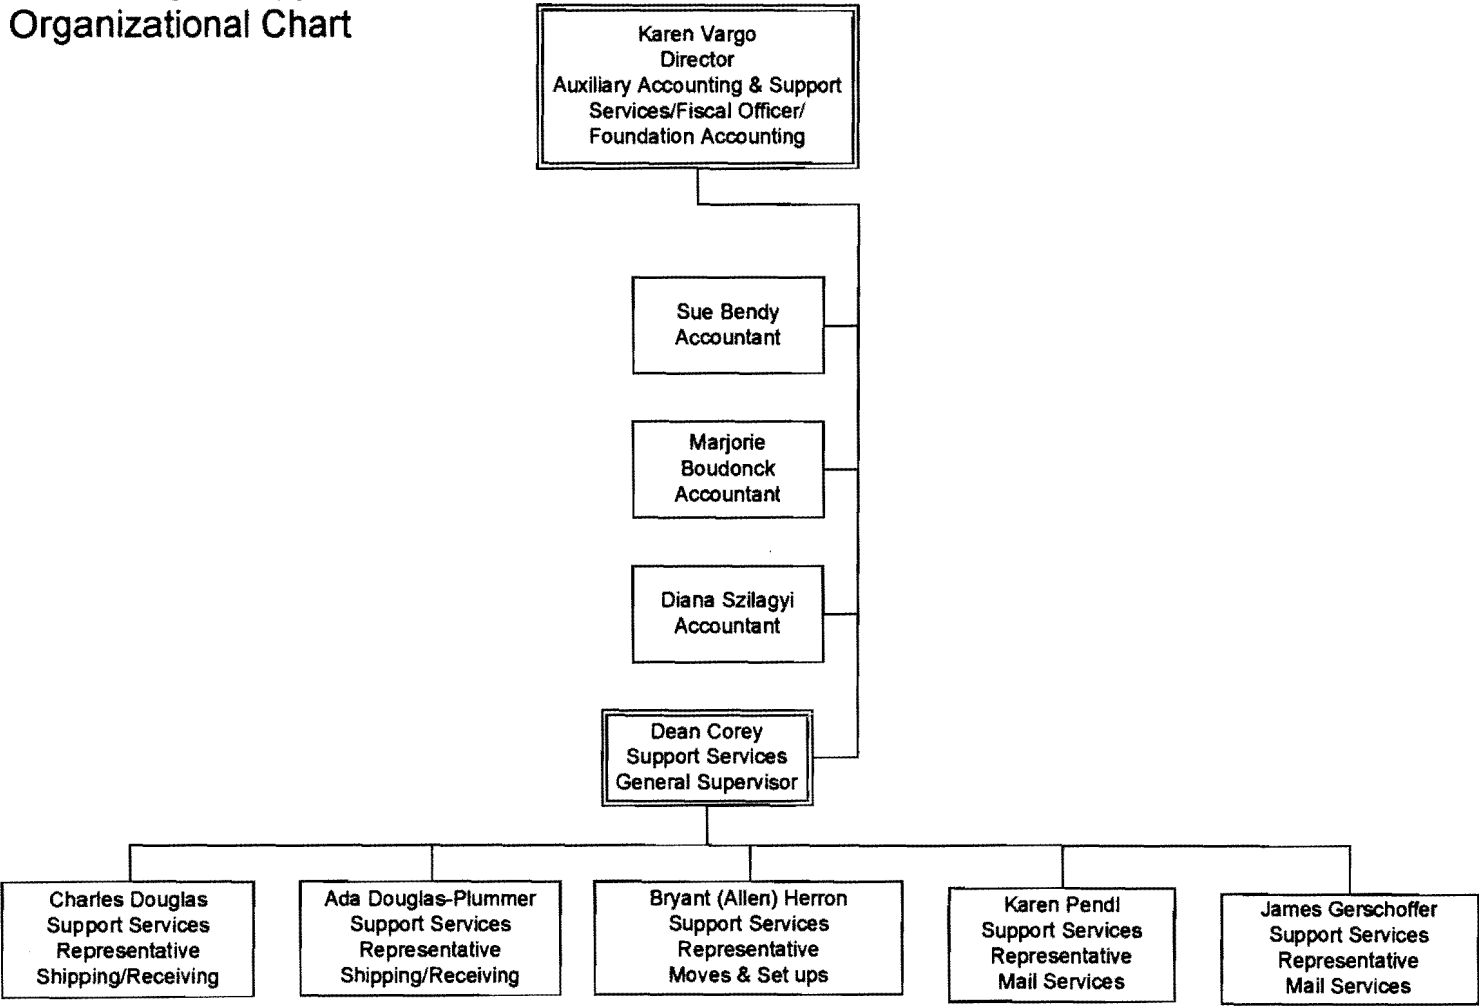 Organizational Chart
Karen Vargo
Director
Auxiliary Accounting & Support
Services/Fiscal Officer/
Foundation Accounting
Sue Bendy
Accountant
Marjorie
Boudonck
Accountant
Diana Szilagyi
Accountant
Dean Corey
Support Services
General Supervisor
Charles Douglas
Support Services
Representative
Shipping/Receiving
Ada Douglas-Plummer
Support Services
Representative
Shipping/Receiving
Bryant (Allen) Herron
Support Services
Representative
Moves & Set ups
Karen Pendl
Support Services
Representative
Mail Services
James Gerschoffer
Support Services
Representative
Mail Services